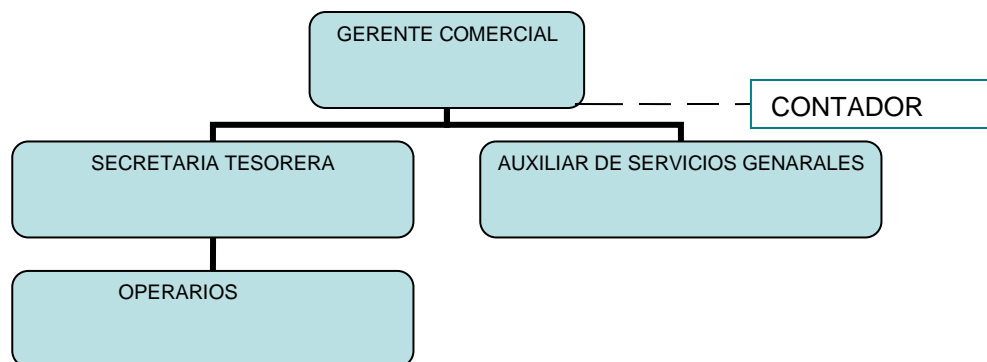 GERENTE COMERCIAL
CONTADOR
SECRETARIA TESORERA
AUXILIAR DE SERVICIOS GENARALES
OPERARIOS